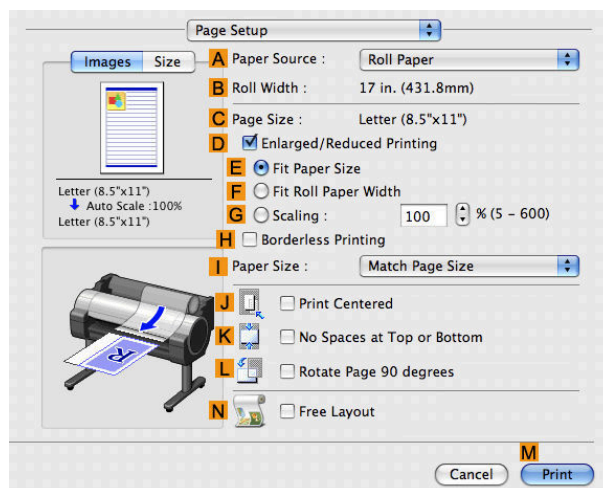 Page Setup
Images Size
A Paper Source : Roll Paper
B Roll Width : 17 in. (431.8mm)
C Page Size : Letter (8.5"x11")
D Enlarged/Reduced Printing
E Fit Paper Size
F Fit Roll Paper Width
G Scaling : 100 % (5 - 600)
H Borderless Printing
Letter (8.5"x11")
Auto Scale :100%
Letter (8.5"x11")
I Paper Size : Match Page Size
J Print Centered
K No Spaces at Top or Bottom
L Rotate Page 90 degrees
N Free Layout
R
M
Cancel Print